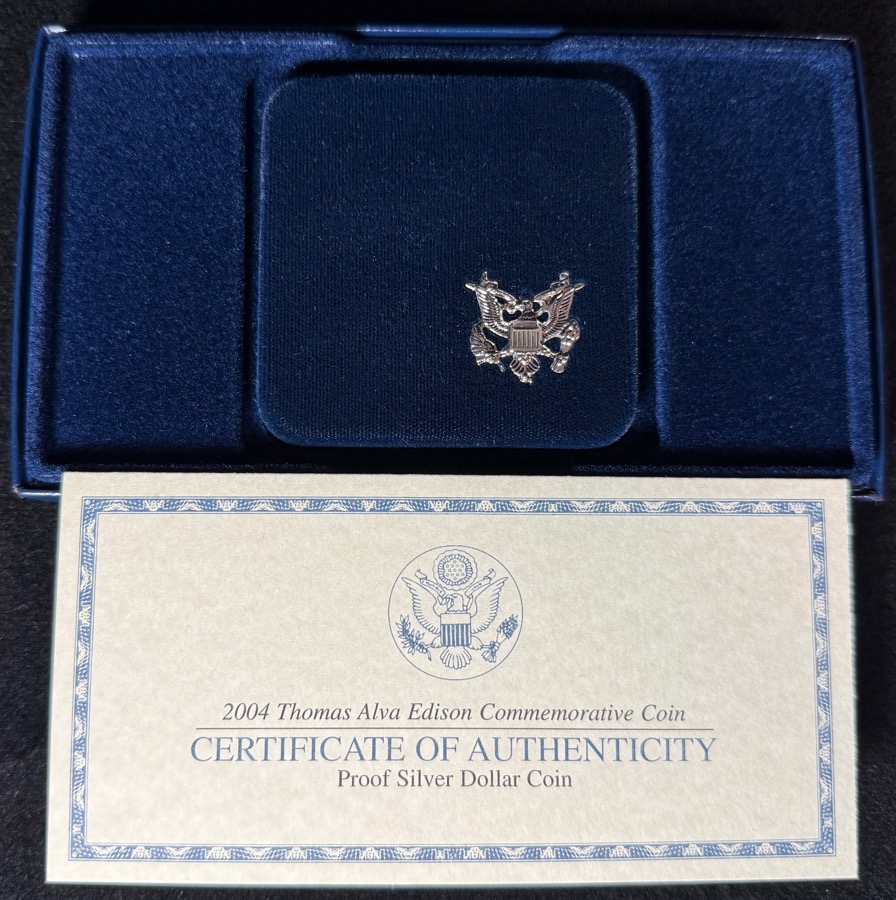 2004 Thomas Alva Edison Commemorative Coin
CERTIFICATE OF AUTHENTICITY
Proof Silver Dollar Coin